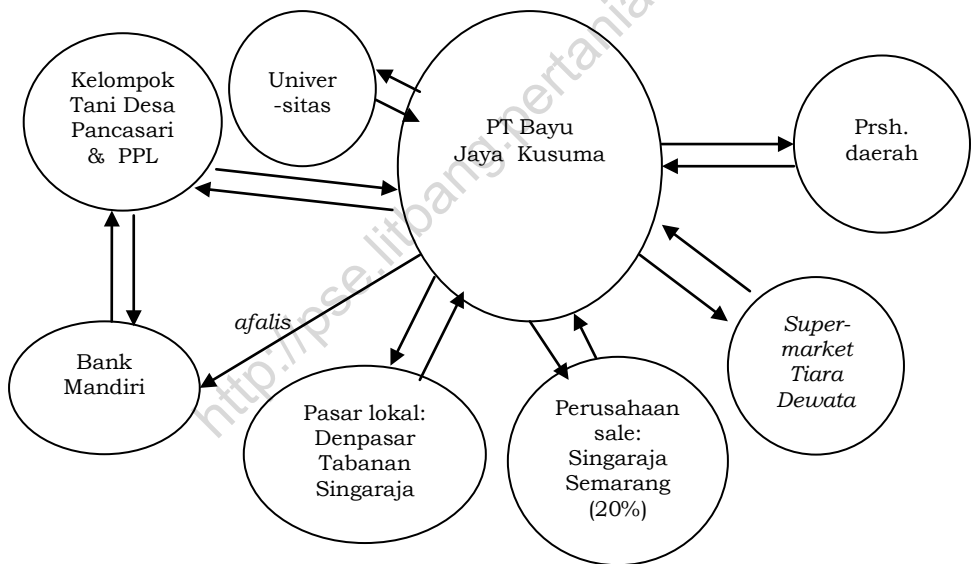 Kelompok
Tani Desa
Pancasari
& PPL
Univer
-sitas
PT Bayu
Jaya Kusuma
Prsh.
daerah
afalis
Bank
Mandiri
Pasar lokal:
Denpasar
Tabanan
Singaraja
Perusahaan
sale:
Singaraja
Semarang
(20%)
Super-
market
Tiara
Dewata
http://pse.litbang.pertania